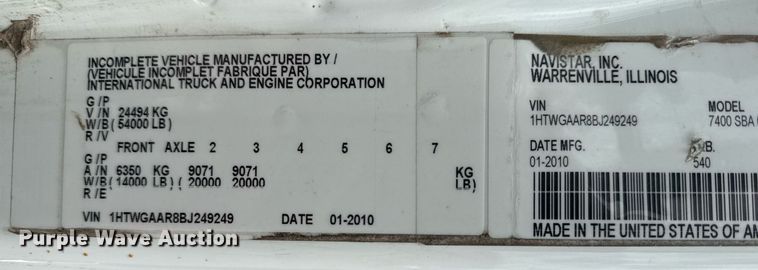 INCOMPLETE VEHICLE MANUFACTURED BY /
(VEHICULE INCOMPLET FABRIQUE PAR)
INTERNATIONAL TRUCK AND ENGINE CORPORATION
G / P
V / N 24494 KG
W/B ( 54000 LB )
R / V
FRONT AXLE 2 3 4 5 6 7
G / P
A / N 6350 KG 9071 9071 KG
W/B ( 14000 LB ) ( 20000 20000 LB )
R / E
VIN 1HTWGAAR8BJ249249 DATE 01-2010
NAVISTAR, INC.
WARRENVILLE, ILLINOIS
VIN MODEL
1HTWGAAR8BJ249249 7400 SBA
DATE MFG.
01-2010 540
MADE IN THE UNITED STATES OF AM
Purple Wave Auction